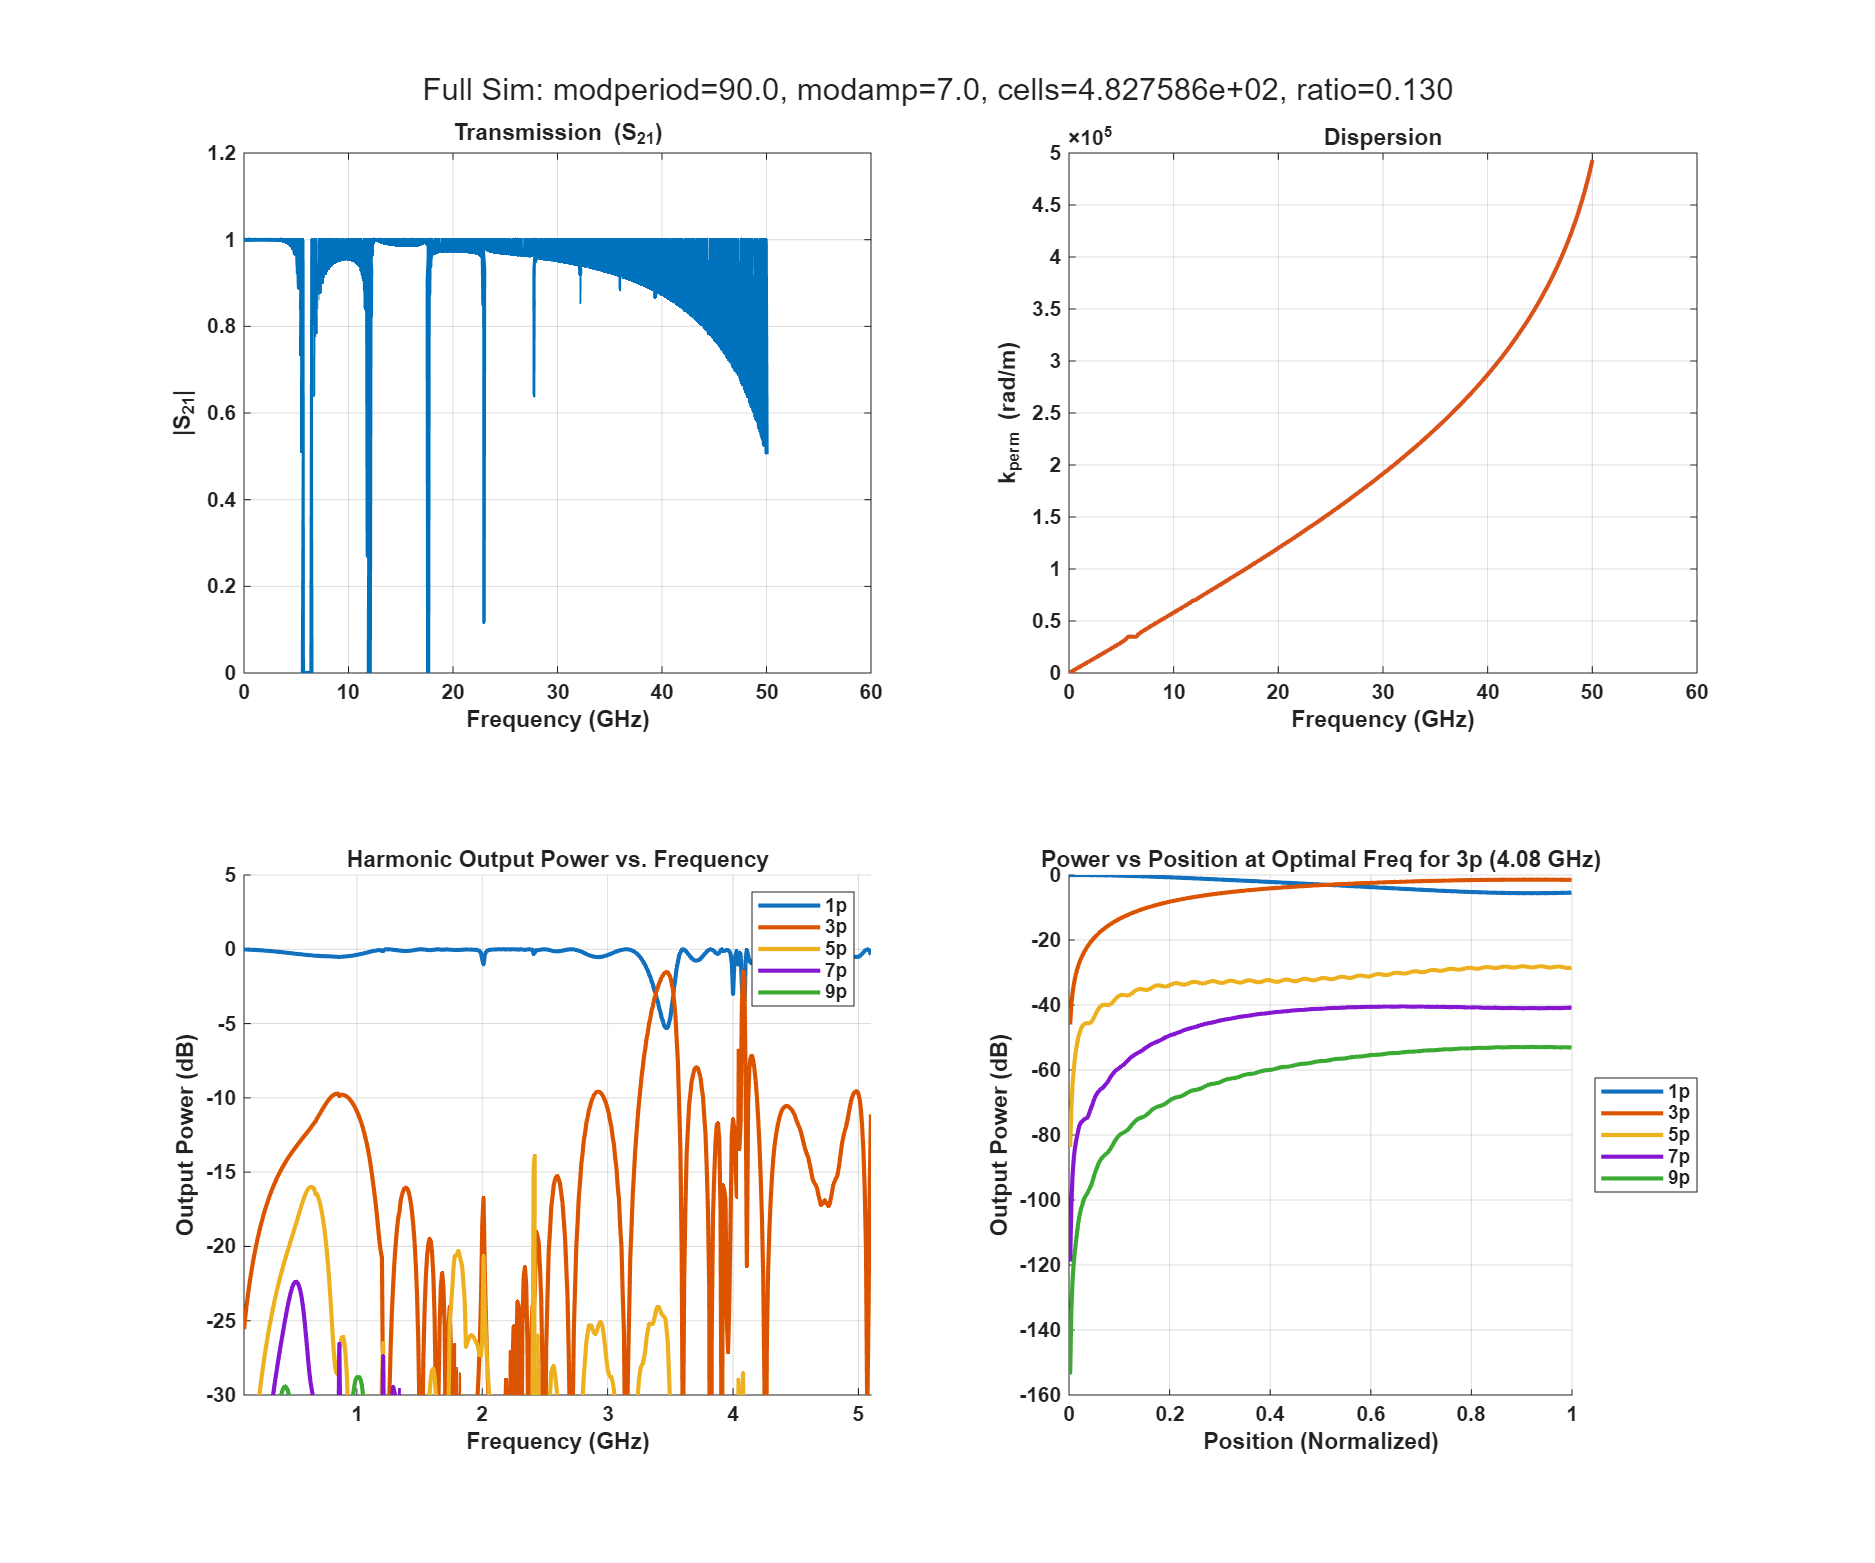 Full Sim: modperiod=90.0, modamp=7.0, cells=4.827586e+02, ratio=0.130
Transmission (S21)
1.2
1
0.8
0.6
0.4
0.2
0
0 10 20 30 40 50 60
|S21|
Frequency (GHz)
Dispersion
×10^5
5
4.5
4
3.5
3
2.5
2
1.5
1
0.5
0
0 10 20 30 40 50 60
kperm (rad/m)
Frequency (GHz)
Harmonic Output Power vs. Frequency
5
0
-5
-10
-15
-20
-25
-30
1 2 3 4 5
Output Power (dB)
Frequency (GHz)
1p
3p
5p
7p
9p
Power vs Position at Optimal Freq for 3p (4.08 GHz)
0
-20
-40
-60
-80
-100
-120
-140
-160
0 0.2 0.4 0.6 0.8 1
Output Power (dB)
Position (Normalized)
1p
3p
5p
7p
9p